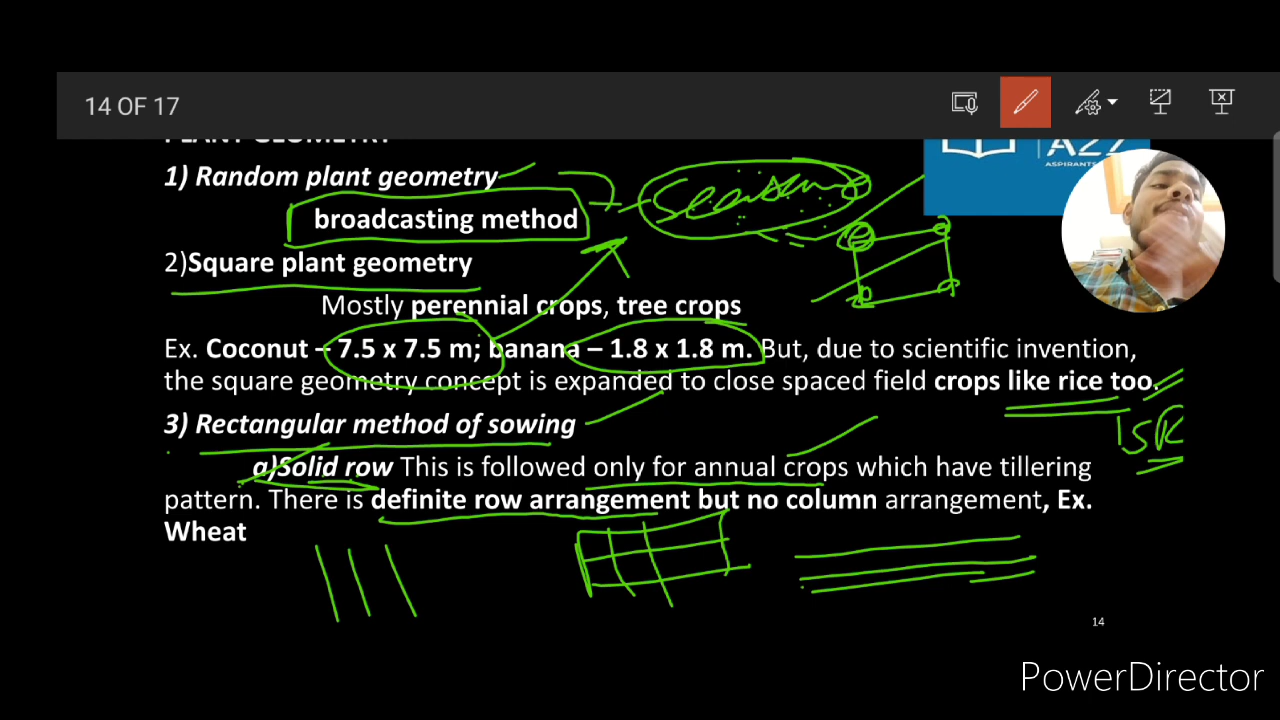 14 OF 17
PLANT GEOMETRY
A2Z
ASPIRANTS
1) Random plant geometry
broadcasting method
2)Square plant geometry
Mostly perennial crops, tree crops
Ex. Coconut – 7.5 x 7.5 m; banana – 1.8 x 1.8 m. But, due to scientific invention,
the square geometry concept is expanded to close spaced field crops like rice too.
3) Rectangular method of sowing
a)Solid row This is followed only for annual crops which have tillering
pattern. There is definite row arrangement but no column arrangement, Ex.
Wheat
14
PowerDirector